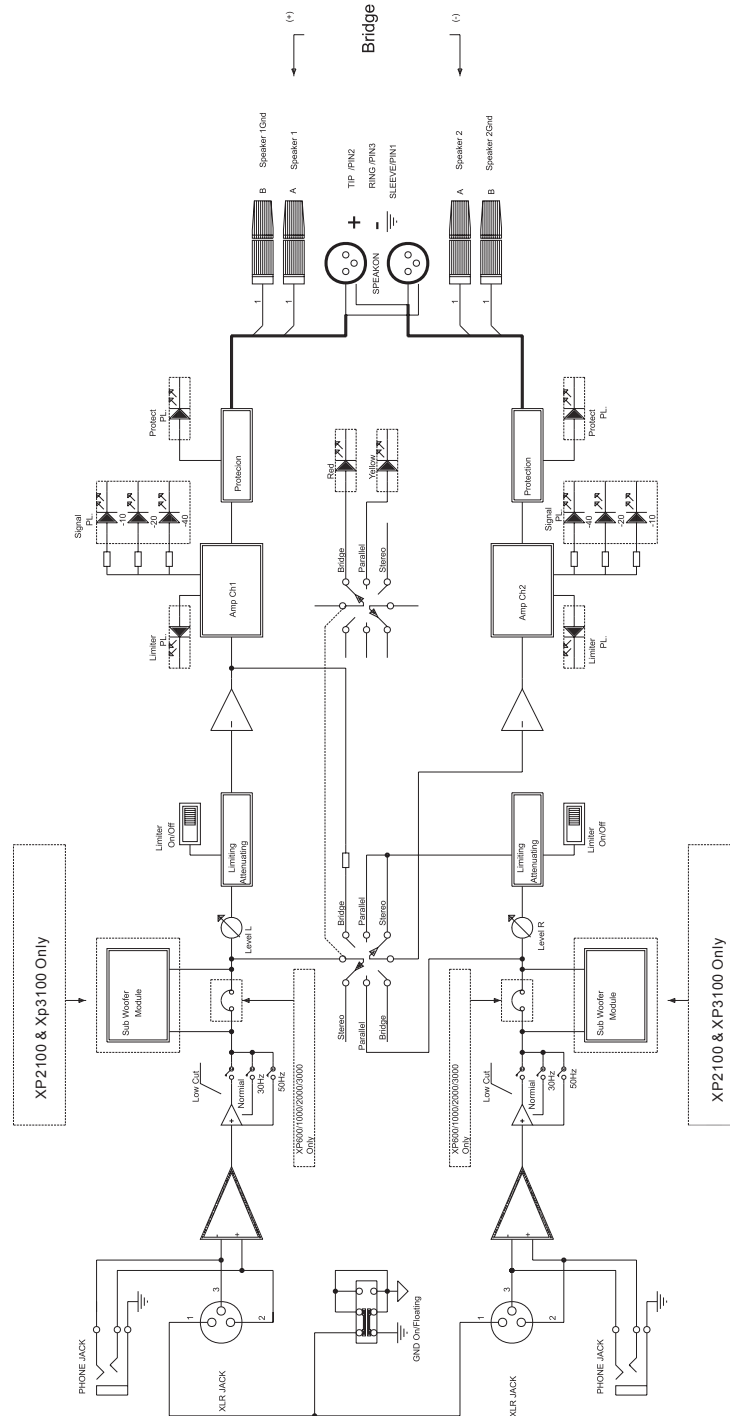 XP2100 & Xp3100 Only
PHONE JACK
1
3
2
XLR JACK
-
+
Sub Woofer
Module
Low Cut
+
Normial
30Hz
50Hz
XP600/1000/2000/3000
Only
Level L
Limiter
On/Off
Limiting
Attenuating
Limiter
PL.
Amp Ch1
Signal
PL.
-10
-20
-40
Protecion
Protect
PL.
1
B
Speaker 1Gnd
1
A
Speaker 1
(+)
Bridge
(-)
GND On/Floating
Stereo
Parallel
Bridge
Bridge
Parallel
Stereo
Bridge
Parallel
Stereo
Red
Yellow
SPEAKON
+
TIP /PIN2
-
RING /PIN3
SLEEVE/PIN1
XLR JACK
1
3
2
PHONE JACK
-
+
XP600/1000/2000/3000
Only
Low Cut
+
Normial
30Hz
50Hz
Sub Woofer
Module
Level R
Limiting
Attenuating
Limiter
On/Off
Amp Ch2
Limiter
PL.
Signal
PL.
-40
-20
-10
Protection
Protect
PL.
1
A
Speaker 2
1
B
Speaker 2Gnd
XP2100 & XP3100 Only